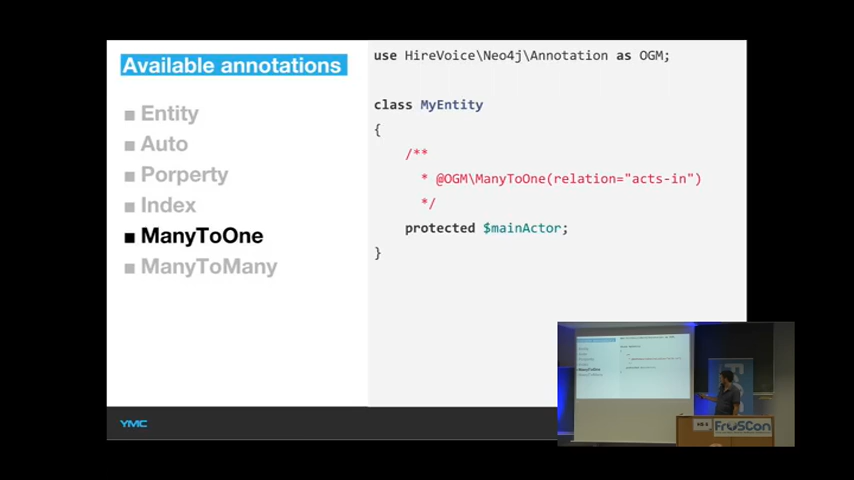 Available annotations
Entity
Auto
Porperty
Index
ManyToOne
ManyToMany
use HireVoice\Neo4j\Annotation as OGM;
class MyEntity
{
/**
* @OGM\ManyToOne(relation="acts-in")
*/
protected $mainActor;
}
YMC
FrOSCon